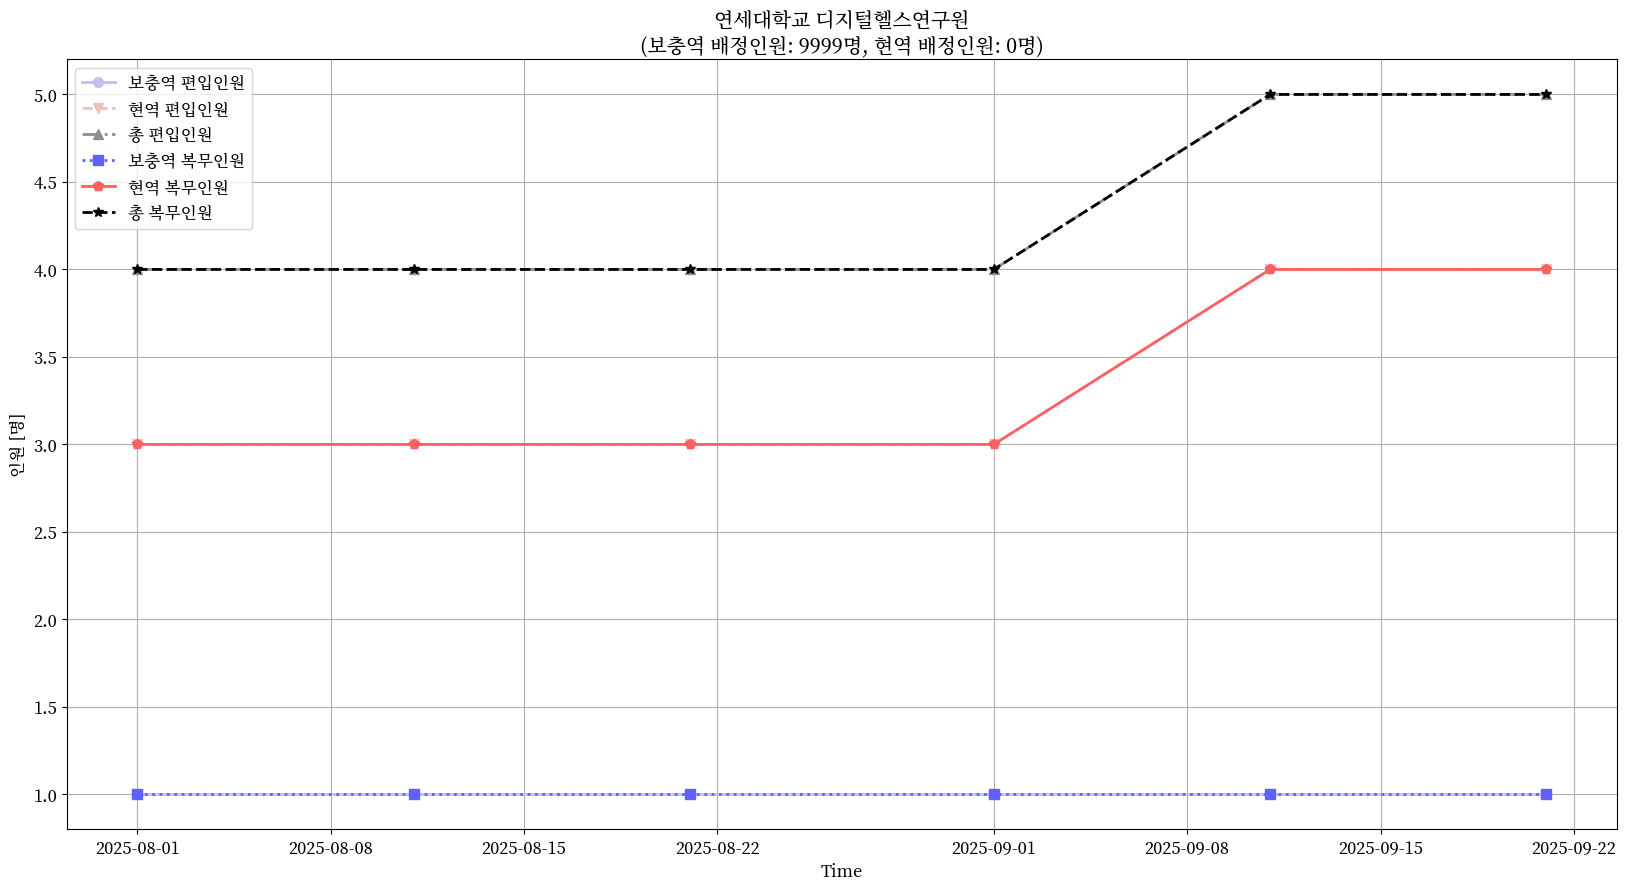 연세대학교 디지털헬스연구원
(보충역 배정인원: 9999명, 현역 배정인원: 0명)
보충역 편입인원
현역 편입인원
총 편입인원
보충역 복무인원
현역 복무인원
총 복무인원
5.0
4.5
4.0
3.5
3.0
2.5
2.0
1.5
1.0
인원 [명]
2025-08-01 2025-08-08 2025-08-15 2025-08-22 2025-09-01 2025-09-08 2025-09-15 2025-09-22
Time